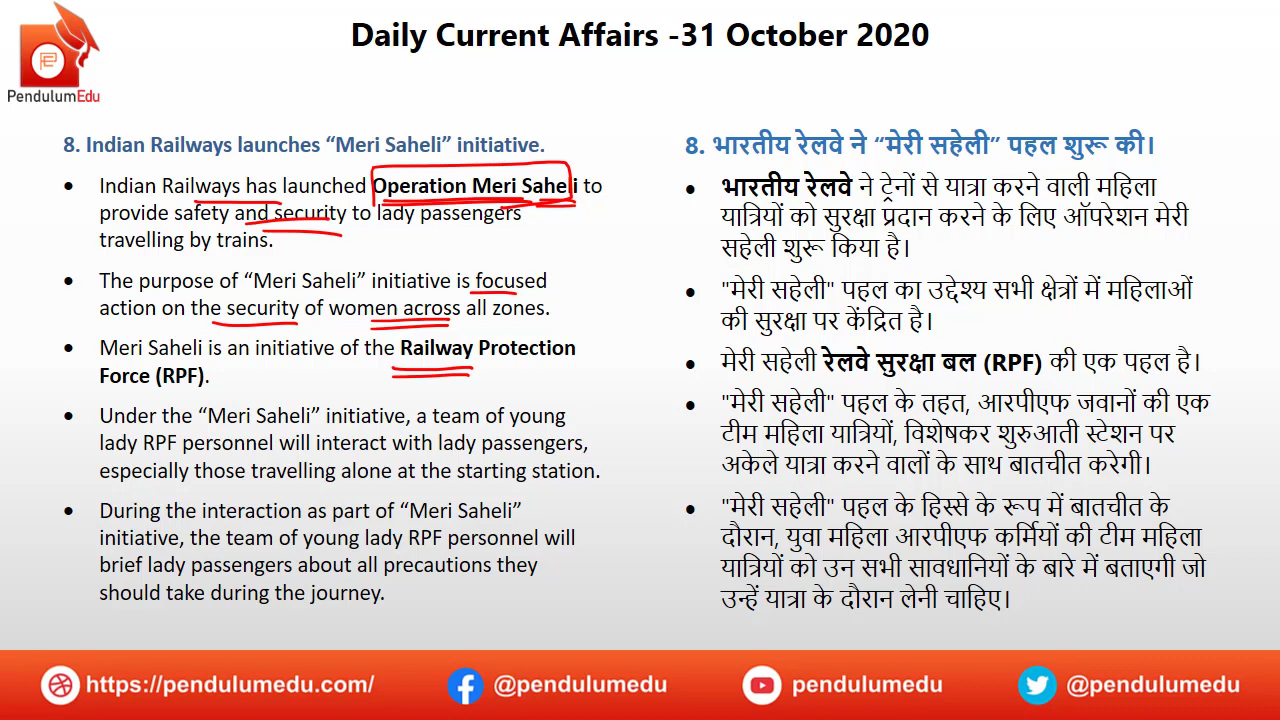 Daily Current Affairs -31 October 2020
PE
PendulumEdu
8. Indian Railways launches “Meri Saheli” initiative.
• Indian Railways has launched Operation Meri Saheli to
provide safety and security to lady passengers
travelling by trains.
• The purpose of “Meri Saheli” initiative is focused
action on the security of women across all zones.
• Meri Saheli is an initiative of the Railway Protection
Force (RPF).
• Under the “Meri Saheli” initiative, a team of young
lady RPF personnel will interact with lady passengers,
especially those travelling alone at the starting station.
• During the interaction as part of “Meri Saheli”
initiative, the team of young lady RPF personnel will
brief lady passengers about all precautions they
should take during the journey.
8. भारतीय रेलवे ने “मेरी सहेली” पहल शुरू की।
• भारतीय रेलवे ने ट्रेनों से यात्रा करने वाली महिला
यात्रियों को सुरक्षा प्रदान करने के लिए ऑपरेशन मेरी
सहेली शुरू किया है।
• "मेरी सहेली" पहल का उद्देश्य सभी क्षेत्रों में महिलाओं
की सुरक्षा पर केंद्रित है।
• मेरी सहेली रेलवे सुरक्षा बल (RPF) की एक पहल है।
• "मेरी सहेली" पहल के तहत, आरपीएफ जवानों की एक
टीम महिला यात्रियों, विशेषकर शुरुआती स्टेशन पर
अकेले यात्रा करने वालों के साथ बातचीत करेगी।
• "मेरी सहेली" पहल के हिस्से के रूप में बातचीत के
दौरान, युवा महिला आरपीएफ कर्मियों की टीम महिला
यात्रियों को उन सभी सावधानियों के बारे में बताएगी जो
उन्हें यात्रा के दौरान लेनी चाहिए।
https://pendulumedu.com/
@pendulumedu
pendulumedu
@pendulumedu